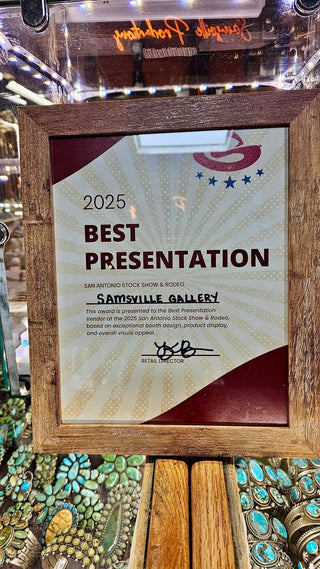 Samsville Productions
2025
BEST
PRESENTATION
SAN ANTONIO STOCK SHOW & RODEO
SAMSVILLE GALLERY
This award is presented to the Best Presentation
Vendor at the 2025 San Antonio Stock Show & Rodeo,
based on exceptional booth design, product display,
and overall visual appeal.
RETAIL DIRECTOR